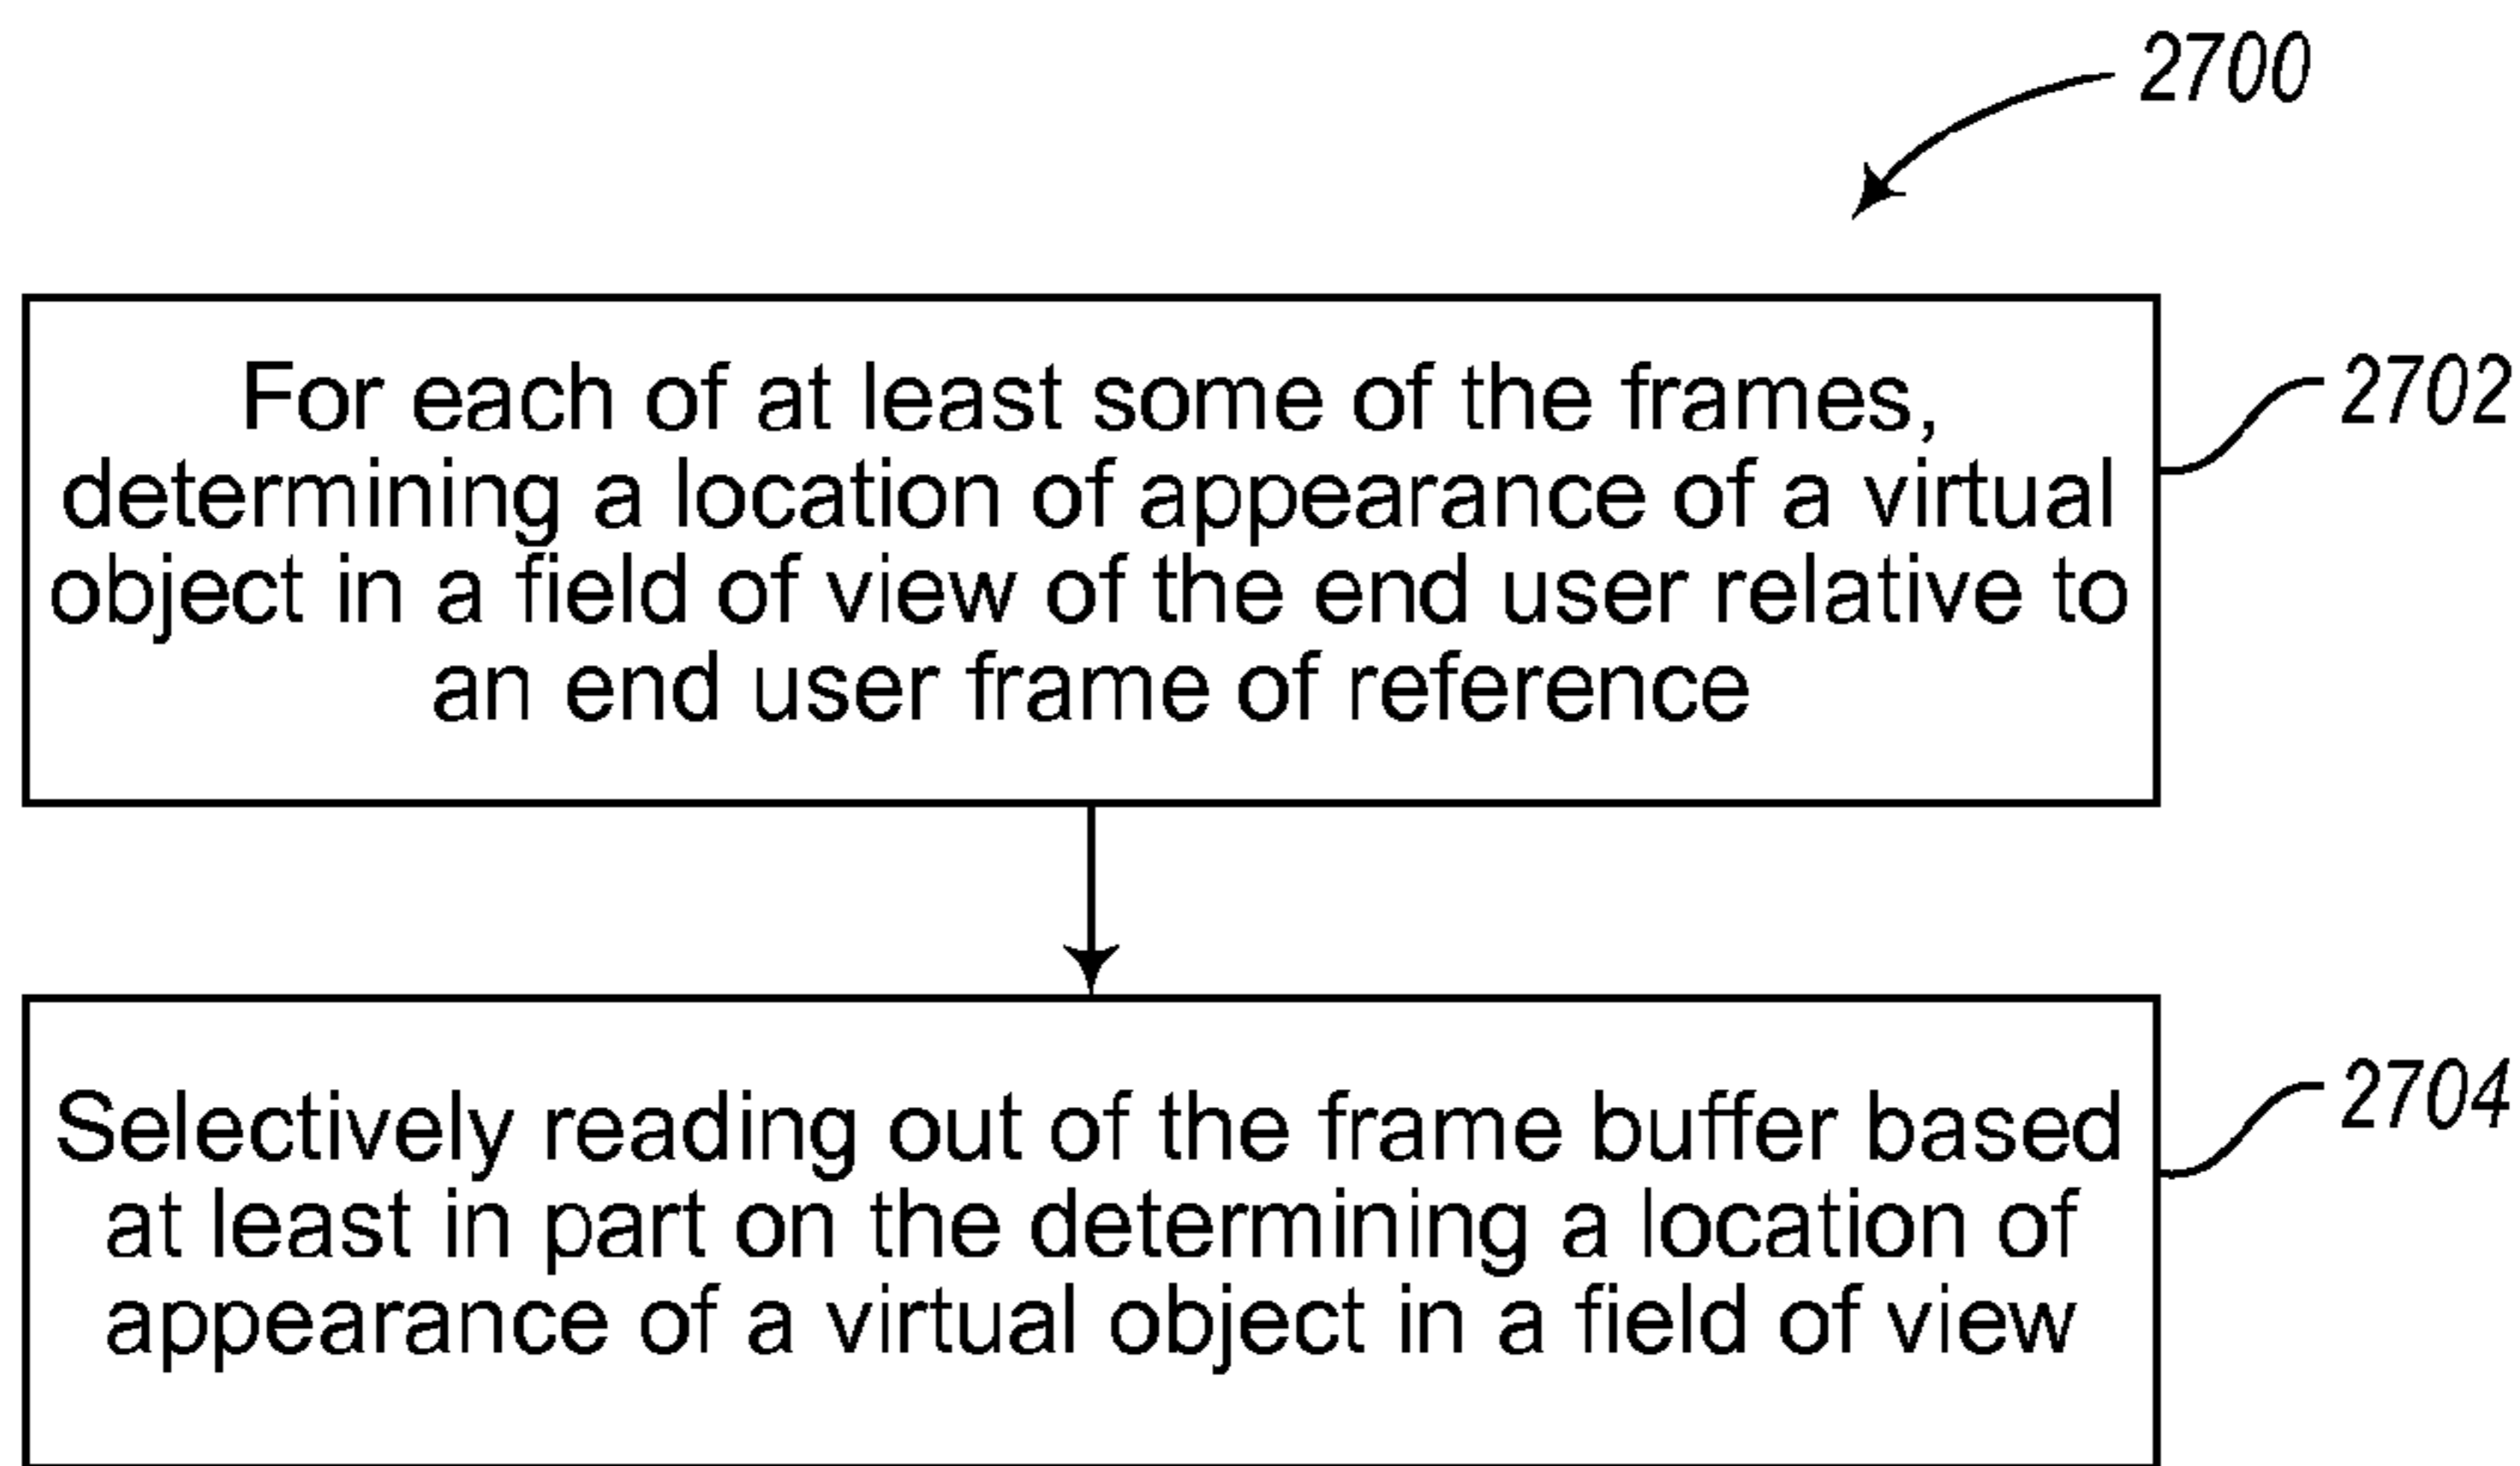 2700
For each of at least some of the frames,
determining a location of appearance of a virtual
object in a field of view of the end user relative to
an end user frame of reference
2702
Selectively reading out of the frame buffer based
at least in part on the determining a location of
appearance of a virtual object in a field of view
2704